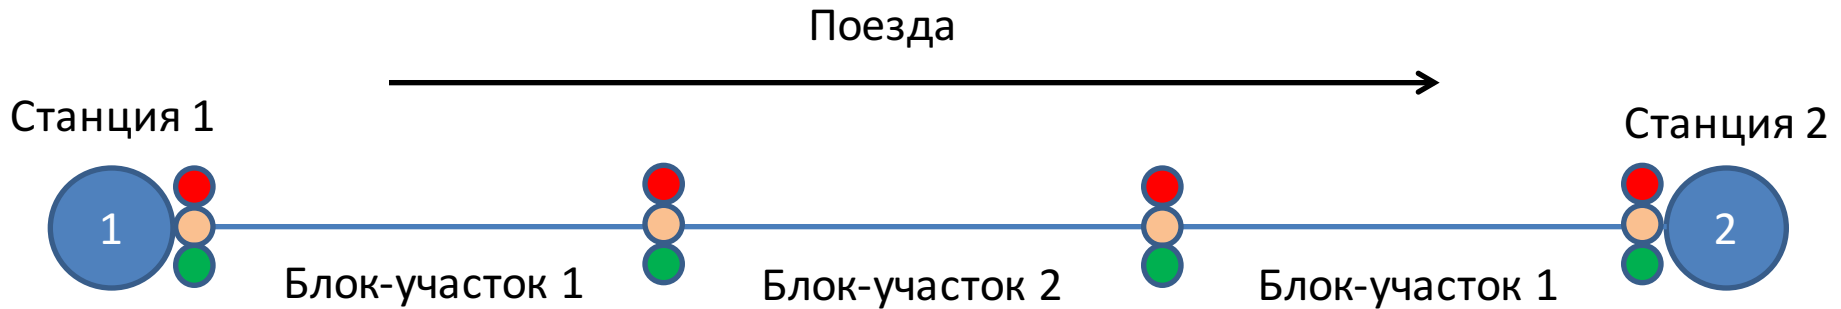 Поезда
Станция 1
Станция 2
1
2
Блок-участок 1
Блок-участок 2
Блок-участок 1